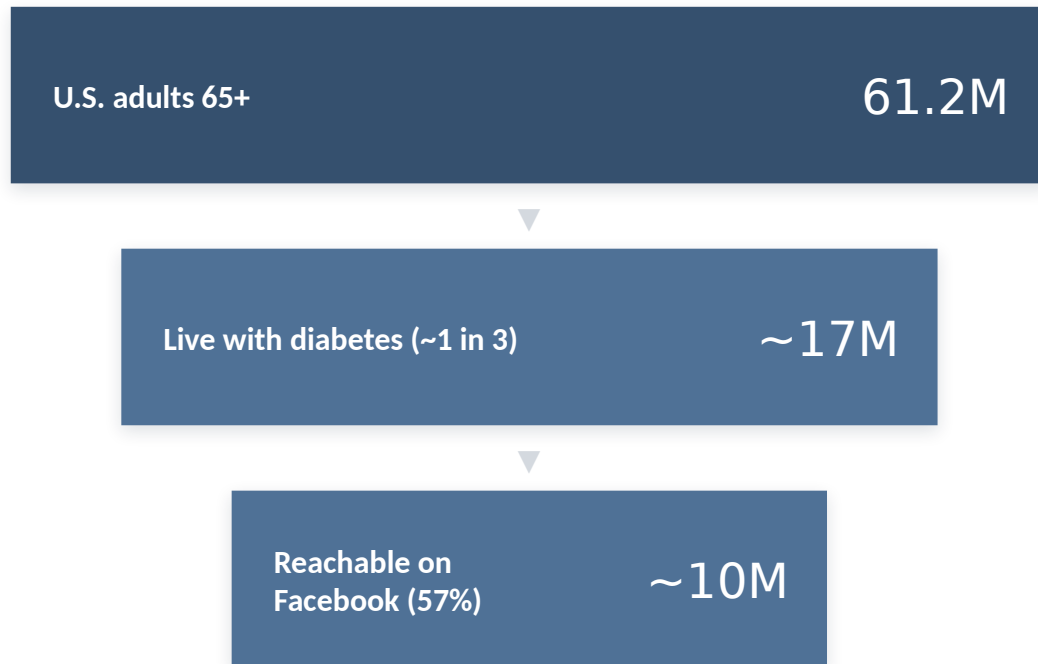 U.S. adults 65+
61.2M
Live with diabetes (~1 in 3)
~17M
Reachable on
Facebook (57%)
~10M